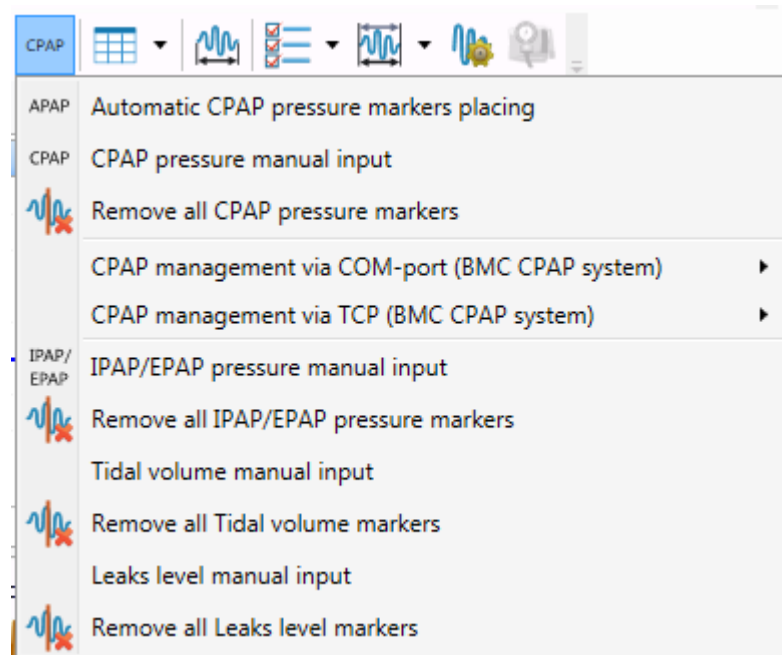 CPAP
APAP Automatic CPAP pressure markers placing
CPAP CPAP pressure manual input
Remove all CPAP pressure markers
CPAP management via COM-port (BMC CPAP system)
CPAP management via TCP (BMC CPAP system)
IPAP/
EPAP IPAP/EPAP pressure manual input
Remove all IPAP/EPAP pressure markers
Tidal volume manual input
Remove all Tidal volume markers
Leaks level manual input
Remove all Leaks level markers